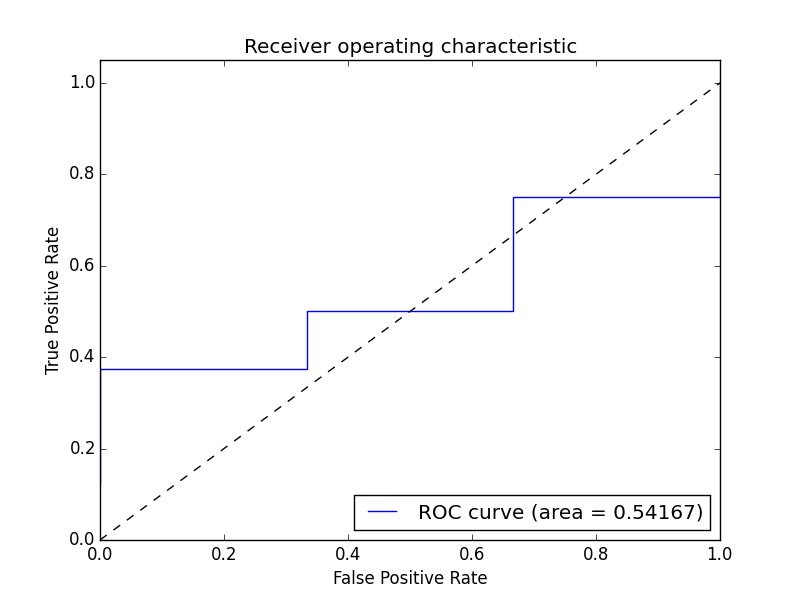 Receiver operating characteristic
True Positive Rate
1.0
0.8
0.6
0.4
0.2
0.0
ROC curve (area = 0.54167)
0.0 0.2 0.4 0.6 0.8 1.0
False Positive Rate